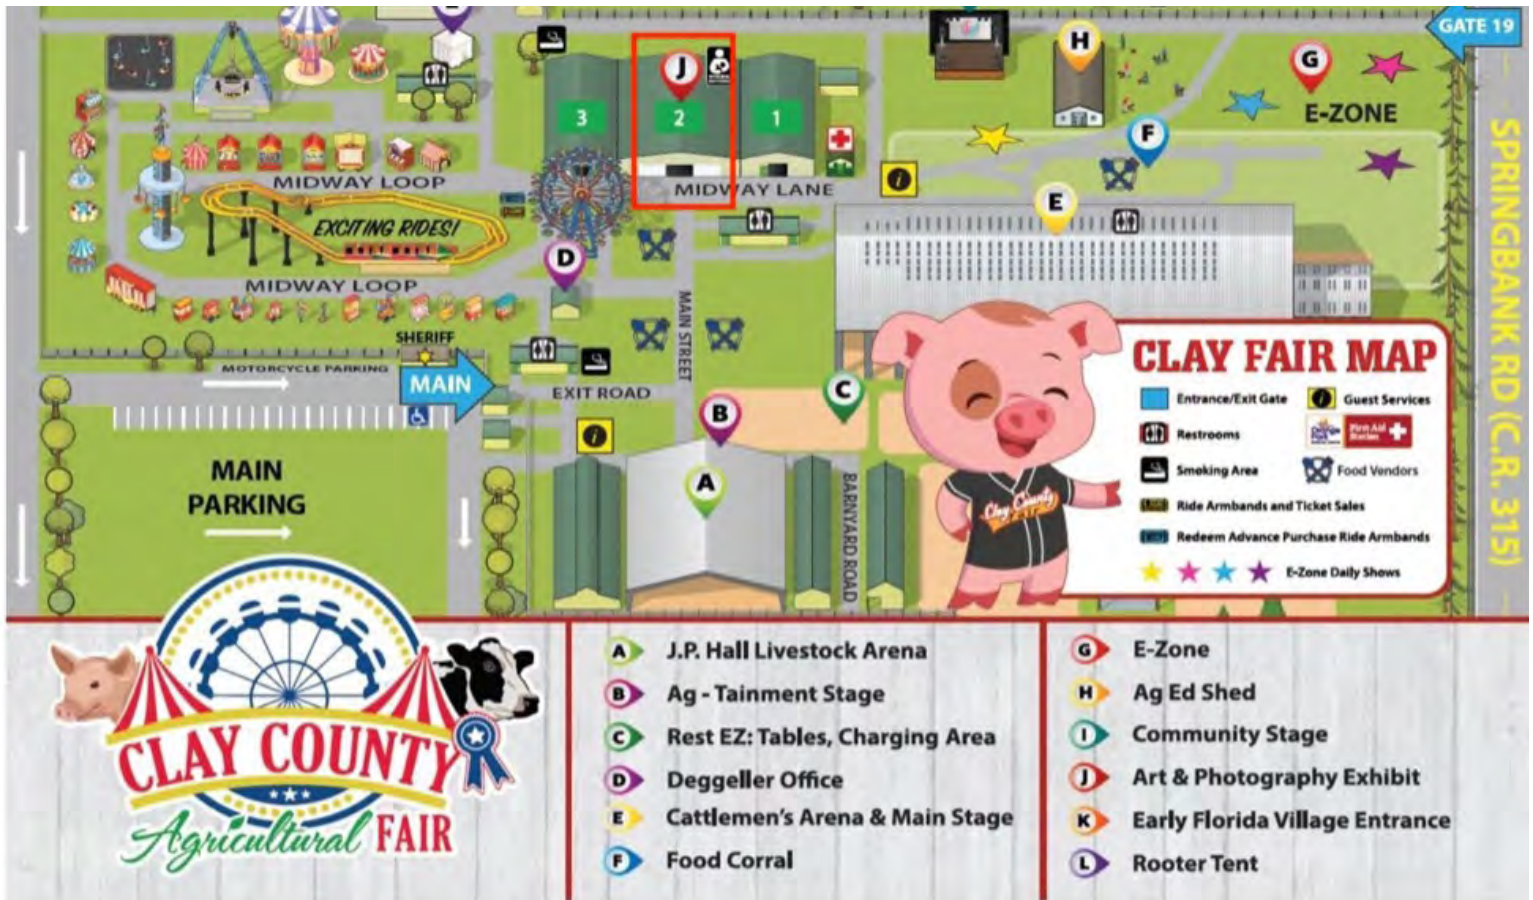 GATE 19
H
G
J
3
2
1
E-ZONE
F
MIDWAY LOOP
MIDWAY LANE
i
E
EXCITING RIDES!
D
MIDWAY LOOP
MAIN STREET
SPRINGBANK RD (C.R. 315)
SHERIFF
MOTORCYCLE PARKING
MAIN
EXIT ROAD
C
B
i
A
BARNYARD ROAD
MAIN
PARKING
CLAY FAIR MAP
Entrance/Exit Gate
i
Guest Services
Restrooms
First Aid
Station
Smoking Area
Food Vendors
Ride Armbands and Ticket Sales
Redeem Advance Purchase Ride Armbands
E-Zone Daily Shows
Clay County
FAIR
CLAY COUNTY
Agricultural FAIR
A J.P. Hall Livestock Arena
B Ag - Tainment Stage
C Rest EZ: Tables, Charging Area
D Deggeller Office
E Cattlemen's Arena & Main Stage
F Food Corral
G E-Zone
H Ag Ed Shed
I Community Stage
J Art & Photography Exhibit
K Early Florida Village Entrance
L Rooter Tent